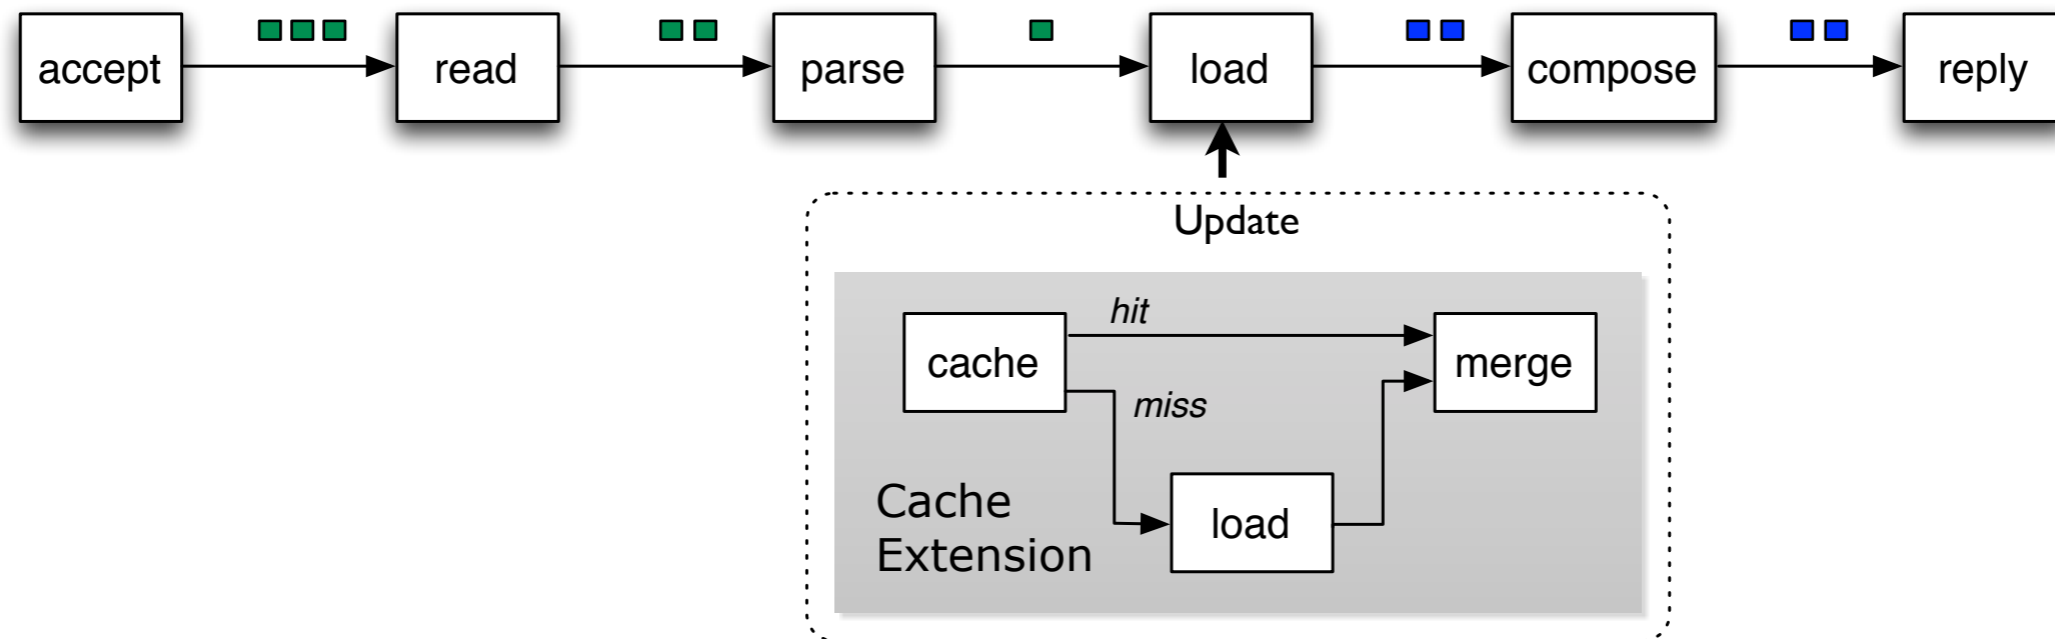 accept
read
parse
load
compose
reply
Update
hit
cache
merge
miss
Cache
Extension
load